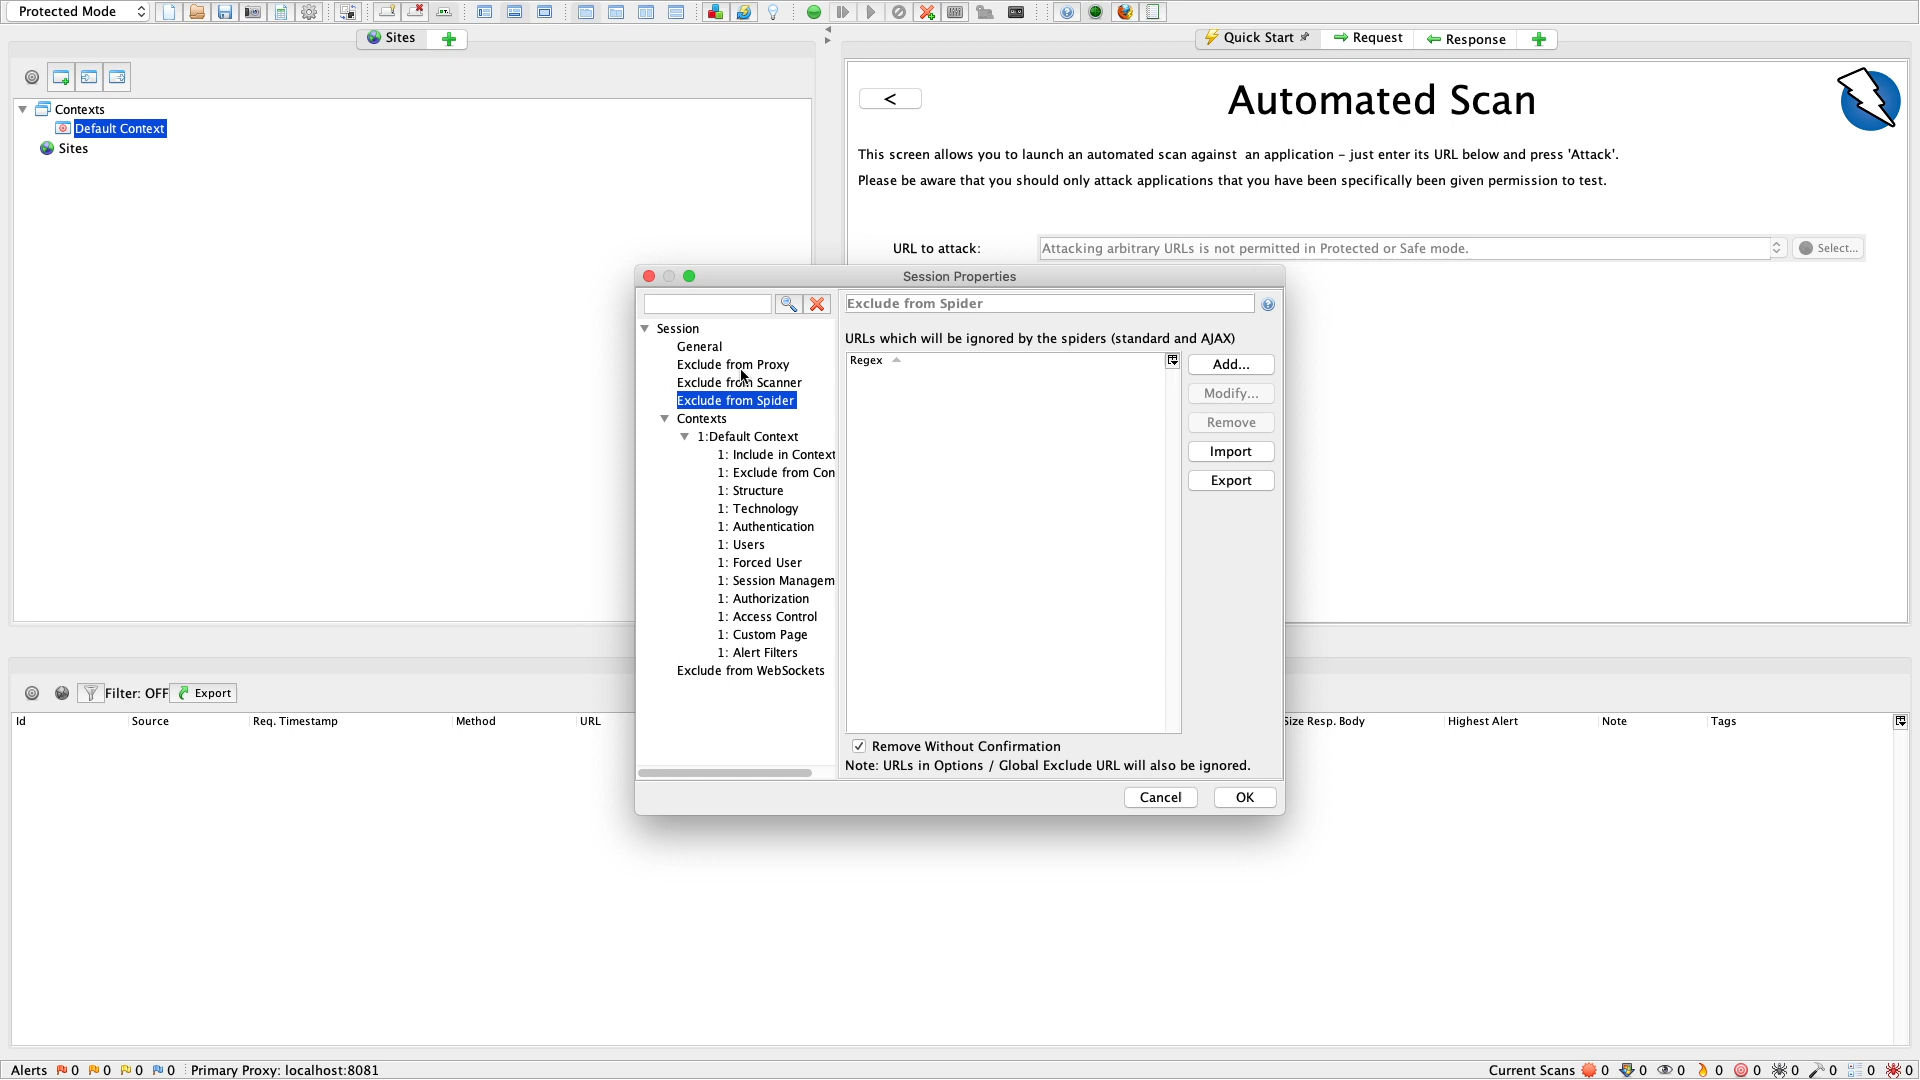 Protected Mode
Sites
Quick Start
Request
Response
Contexts
Default Context
Sites
<
Automated Scan
This screen allows you to launch an automated scan against an application - just enter its URL below and press 'Attack'.
Please be aware that you should only attack applications that you have been specifically been given permission to test.
URL to attack:
Attacking arbitrary URLs is not permitted in Protected or Safe mode.
Select...
Session Properties
Session
General
Exclude from Proxy
Exclude from Scanner
Exclude from Spider
Contexts
1:Default Context
1: Include in Context
1: Exclude from Con
1: Structure
1: Technology
1: Authentication
1: Users
1: Forced User
1: Session Managem
1: Authorization
1: Access Control
1: Custom Page
1: Alert Filters
Exclude from WebSockets
Exclude from Spider
URLs which will be ignored by the spiders (standard and AJAX)
Regex
Add...
Modify...
Remove
Import
Export
Remove Without Confirmation
Note: URLs in Options / Global Exclude URL will also be ignored.
Cancel
OK
Filter: OFF
Export
Id
Source
Req. Timestamp
Method
URL
Size Resp. Body
Highest Alert
Note
Tags
Alerts 0 0 0 0 Primary Proxy: localhost:8081
Current Scans 0 0 0 0 0 0 0 0 0